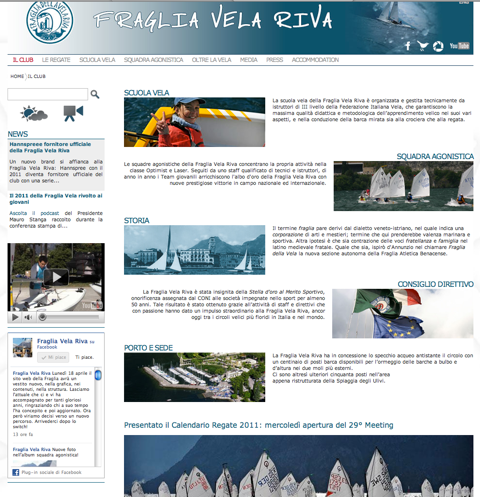 FRAGLIA VELA RIVA
f
You Tube
IL CLUB LE REGATE SCUOLA VELA SQUADRA AGONISTICA OLTRE LA VELA MEDIA PRESS ACCOMMODATION
HOME | IL CLUB
NEWS
Hannspreee fornitore ufficiale
della Fraglia Vela Riva
Un nuovo brand si affianca alla
Fraglia Vela Riva: Hannspree con il
2011 diventa fornitore ufficiale del
club con una serie...
Il 2011 della Fraglia Vela rivolto ai
giovani
Ascolta il podcast del Presidente
Mauro Stanga raccolto durante la
conferenza stampa di...
Fraglia Vela Riva su
Facebook
Mi piace Ti piace.
Fraglia Vela Riva Lunedì 18 aprile il
sito web della Fraglia avrà un
vestito nuovo, nella grafica, nei
contenuti, nella struttura. Lasciamo
l'attuale che ci e vi ha
accompagnato per tanti gloriosi
anni, ringraziando chi a suo tempo
l'ha concepito e poi aggiornato. Ora
però viriamo decisi verso un nuovo
percorso. Arrivederci dopo lo
switch!
13 ore fa
Fraglia Vela Riva Nuove foto
nell'album squadra agonistica!
Plug-in sociale di Facebook
SCUOLA VELA
La scuola vela della Fraglia Vela Riva è organizzata e gestita tecnicamente da
istruttori di III livello della Federazione Italiana Vela, che garantiscono la
massima qualità didattica e metodologica dell'apprendimento velico nei suoi vari
aspetti, e nella conduzione della barca mirata sia alla crociera che alla regata.
SQUADRA AGONISTICA
Le squadre agonistiche della Fraglia Vela Riva concentrano la propria attività nella
classe Optimist e Laser. Seguiti da uno staff qualificato di tecnici e istruttori, di
anno in anno i Team giovanili arricchiscono l'albo d'oro della Fraglia Vela Riva con
nuove prestigiose vittorie in campo nazionale ed internazionale.
STORIA
Il termine fraglia pare derivi dal dialetto veneto-istriano, nel quale indica una
corporazione di arti e mestieri; termine che qui prenderebbe valenza marinara e
sportiva. Altra ipotesi è che sia contrazione delle voci fratellanza e famiglia nel
latino medievale fratale. Quale che sia, ispirò d'Annunzio nel chiamare Fraglia
della Vela la nuova sezione autonoma della Fraglia Atletica Benacense.
CONSIGLIO DIRETTIVO
La Fraglia Vela Riva è stata insignita della Stella d'oro al Merito Sportivo,
onorificenza assegnata dal CONI alle società impegnate nello sport per almeno
50 anni. Tale risultato è stato ottenuto grazie all'attività di staff e direttivi che
con passione hanno dato un impulso straordinario alla Fraglia Vela Riva, ancor
oggi tra i circoli velici più floridi in Italia e nel mondo.
PORTO E SEDE
La Fraglia Vela Riva ha in concessione lo specchio acqueo antistante il circolo con
un centinaio di posti barca disponibili per l'ormeggio delle barche a bulbo e
d'altura nei due moli più esterni.
Ci sono altresì ulteriori cinquanta posti nell'area
appena ristrutturata della Spiaggia degli Ulivi.
Presentato il Calendario Regate 2011: mercoledì apertura del 29° Meeting